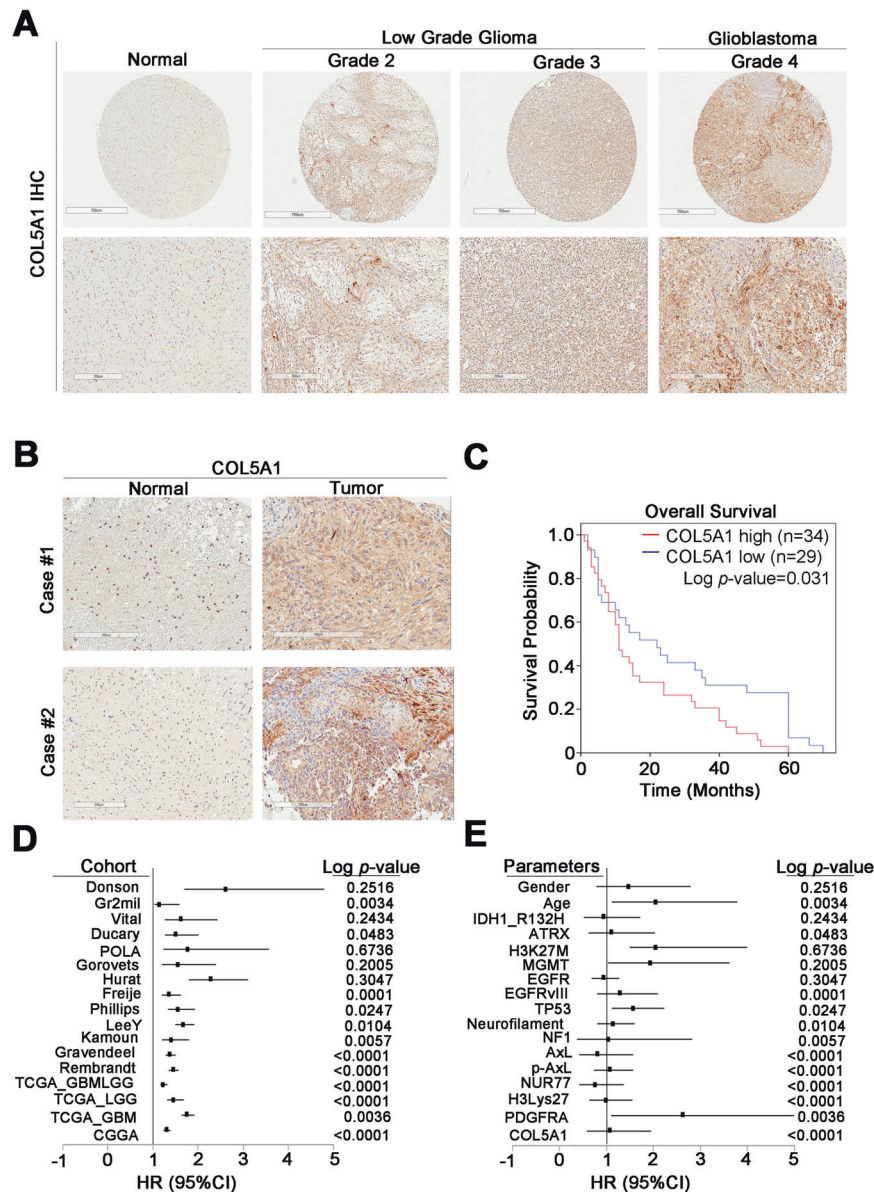 A
Low Grade Glioma
Glioblastoma
Normal
Grade 2
Grade 3
Grade 4
COL5A1 IHC
700um
700um
700um
700um
B
COL5A1
Normal
Tumor
Case #1
Case #2
C
Overall Survival
COL5A1 high (n=34)
COL5A1 low (n=29)
Log p-value=0.031
Survival Probability
1.0
0.8
0.6
0.4
0.2
0
0 20 40 60
Time (Months)
D
Cohort Log p-value
Donson 0.2516
Gr2mil 0.0034
Vital 0.2434
Ducary 0.0483
POLA 0.6736
Gorovets 0.2005
Hurat 0.3047
Freije 0.0001
Phillips 0.0247
LeeY 0.0104
Kamoun 0.0057
Gravendeel <0.0001
Rembrandt <0.0001
TCGA_GBMLGG <0.0001
TCGA_LGG <0.0001
TCGA_GBM 0.0036
CGGA <0.0001
-1 0 1 2 3 4 5
HR (95%CI)
E
Parameters Log p-value
Gender 0.2516
Age 0.0034
IDH1_R132H 0.2434
ATRX 0.0483
H3K27M 0.6736
MGMT 0.2005
EGFR 0.3047
EGFRvIII 0.0001
TP53 0.0247
Neurofilament 0.0104
NF1 0.0057
AxL <0.0001
p-AxL <0.0001
NUR77 <0.0001
H3Lys27 <0.0001
PDGFRA 0.0036
COL5A1 <0.0001
-1 0 1 2 3 4 5
HR (95%CI)